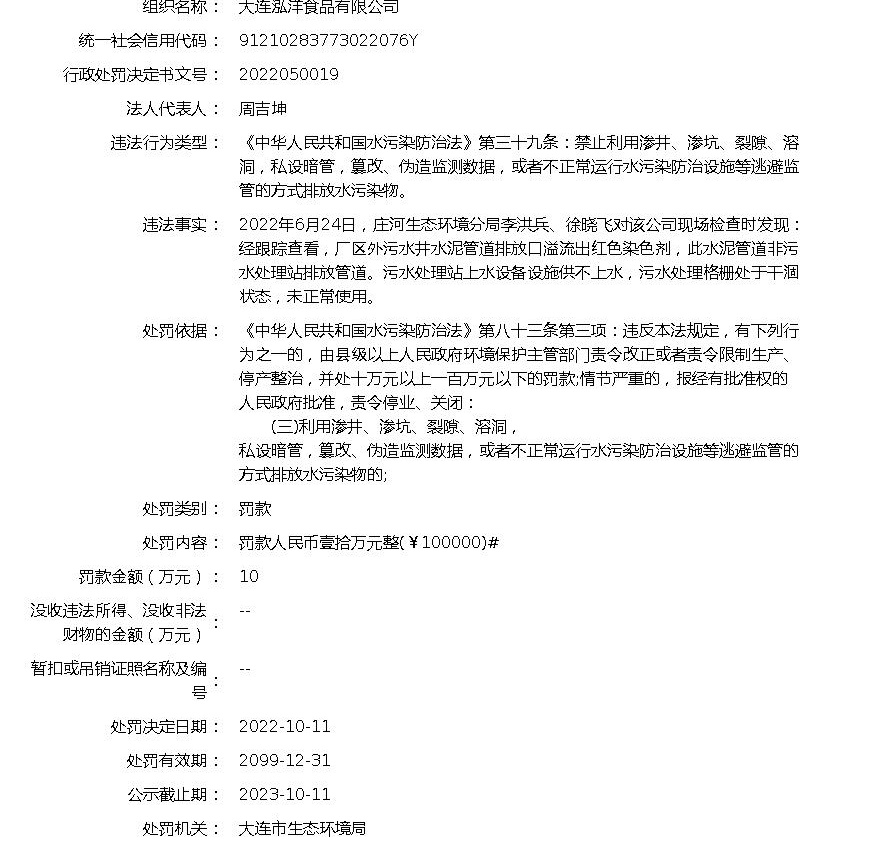 组织名称： 大连泓洋食品有限公司
统一社会信用代码： 91210283773022076Y
行政处罚决定书文号： 2022050019
法人代表人： 周吉坤
违法行为类型： 《中华人民共和国水污染防治法》第三十九条：禁止利用渗井、渗坑、裂隙、溶
洞，私设暗管，篡改、伪造监测数据，或者不正常运行水污染防治设施等逃避监
管的方式排放水污染物。
违法事实： 2022年6月24日，庄河生态环境分局李洪兵、徐晓飞对该公司现场检查时发现：
经跟踪查看，厂区外污水井水泥管道排放口溢流出红色染色剂，此水泥管道非污
水处理站排放管道。污水处理站上水设备设施供不上水，污水处理格栅处于干涸
状态，未正常使用。
处罚依据： 《中华人民共和国水污染防治法》第八十三条第三项：违反本法规定，有下列行
为之一的，由县级以上人民政府环境保护主管部门责令改正或者责令限制生产、
停产整治，并处十万元以上一百万元以下的罚款;情节严重的，报经有批准权的
人民政府批准，责令停业、关闭：
(三)利用渗井、渗坑、裂隙、溶洞，
私设暗管，篡改、伪造监测数据，或者不正常运行水污染防治设施等逃避监管的
方式排放水污染物的;
处罚类别： 罚款
处罚内容： 罚款人民币壹拾万元整(￥100000)#
罚款金额（万元）： 10
没收违法所得、没收非法
财物的金额（万元）： --
暂扣或吊销证照名称及编
号： --
处罚决定日期： 2022-10-11
处罚有效期： 2099-12-31
公示截止期： 2023-10-11
处罚机关： 大连市生态环境局